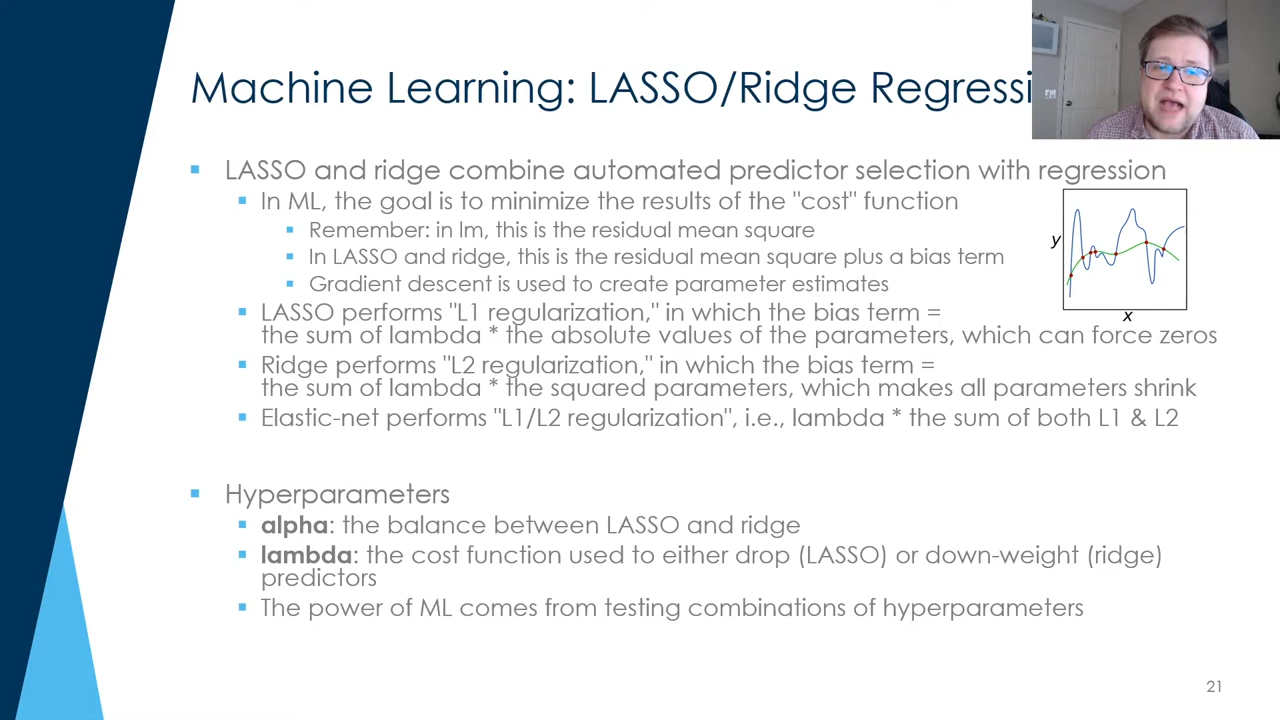 Machine Learning: LASSO/Ridge Regressi
LASSO and ridge combine automated predictor selection with regression
In ML, the goal is to minimize the results of the "cost" function
Remember: in lm, this is the residual mean square
In LASSO and ridge, this is the residual mean square plus a bias term
Gradient descent is used to create parameter estimates
y
x
LASSO performs "L1 regularization," in which the bias term =
the sum of lambda * the absolute values of the parameters, which can force zeros
Ridge performs "L2 regularization," in which the bias term =
the sum of lambda * the squared parameters, which makes all parameters shrink
Elastic-net performs "L1/L2 regularization", i.e., lambda * the sum of both L1 & L2
Hyperparameters
alpha: the balance between LASSO and ridge
lambda: the cost function used to either drop (LASSO) or down-weight (ridge)
predictors
The power of ML comes from testing combinations of hyperparameters
21